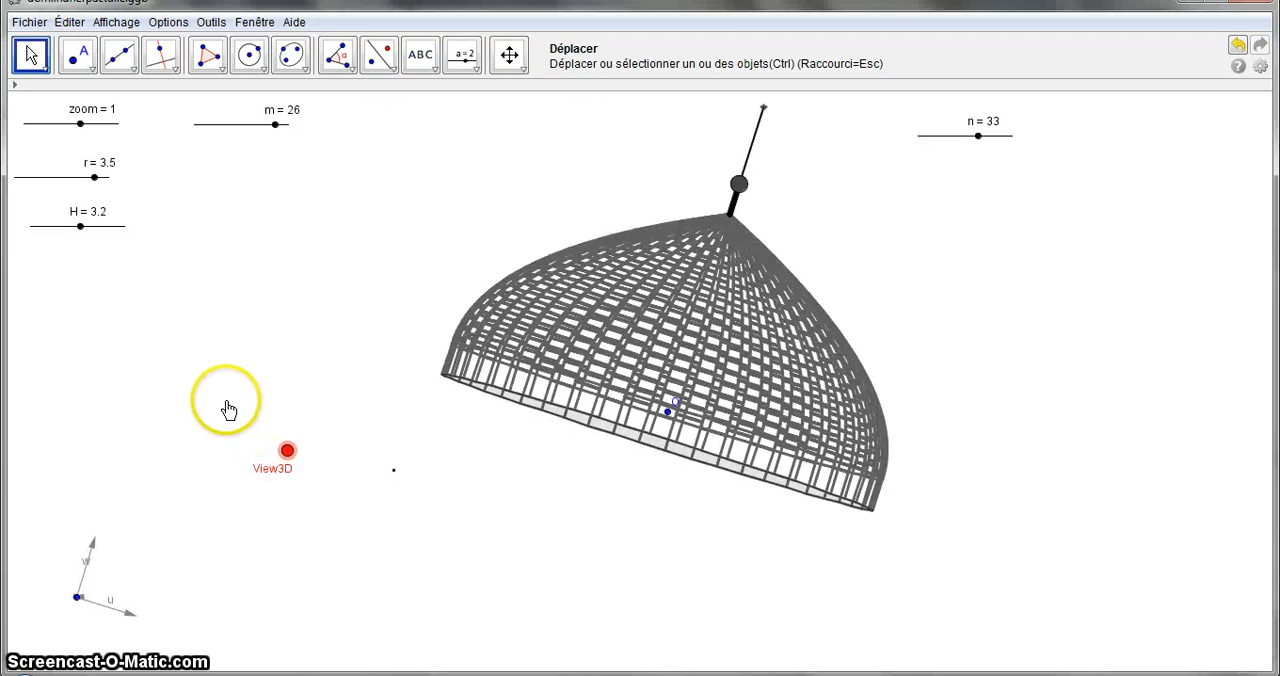 Fichier Éditer Affichage Options Outils Fenêtre Aide
A
ABC
a = 2
Déplacer
Déplacer ou sélectionner un ou des objets(Ctrl) (Raccourci=Esc)
zoom = 1
m = 26
n = 33
r = 3.5
H = 3.2
O
View3D
w
u
Screencast-O-Matic.com